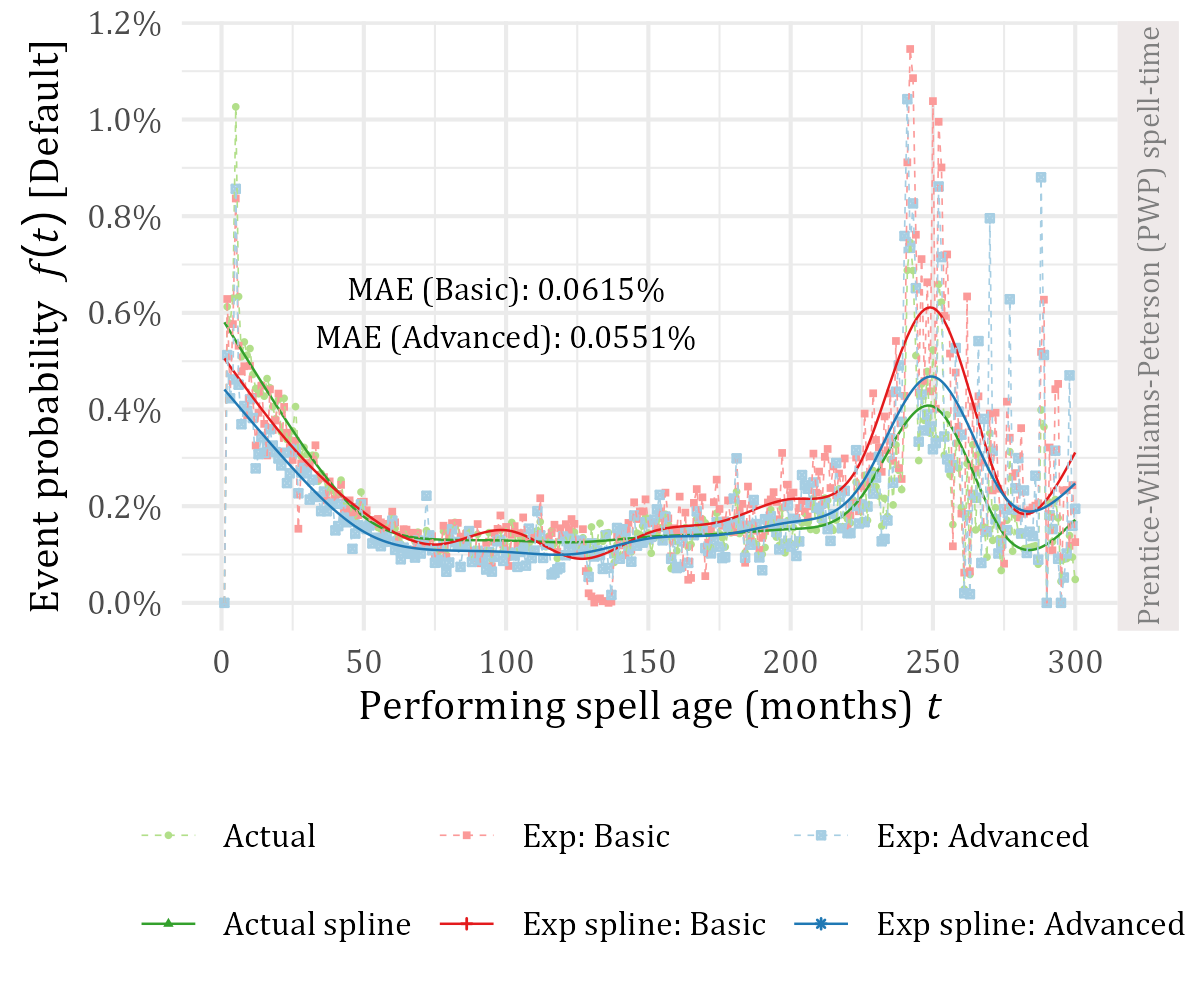 1.2%
1.0%
0.8%
0.6%
0.4%
0.2%
0.0%
Event probability f(t) [Default]
MAE (Basic): 0.0615%
MAE (Advanced): 0.0551%
Prentice-Williams-Peterson (PWP) spell-time
0 50 100 150 200 250 300
Performing spell age (months) t
Actual Exp: Basic Exp: Advanced
Actual spline Exp spline: Basic Exp spline: Advanced